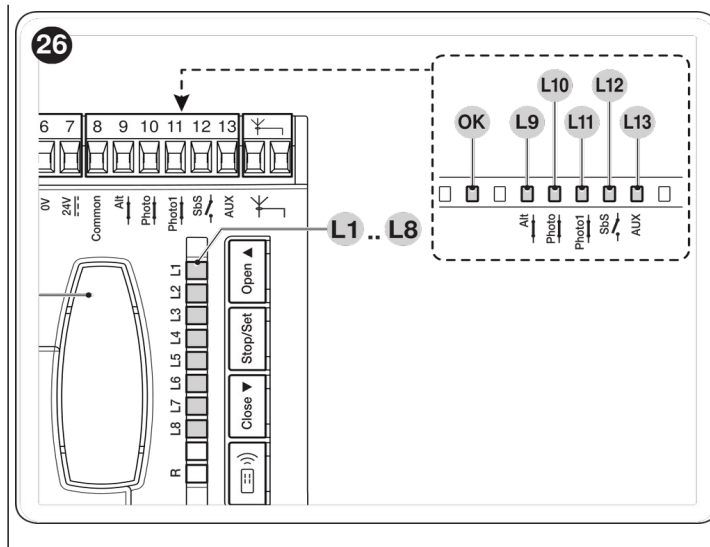 26
6 7 8 9 10 11 12 13
0V
24V
Common
Alt
Photo
Photo1
SbS
AUX
L1 .. L8
L1
L2
L3
L4
L5
L6
L7
L8
R
Open ▲
Stop/Set
Close ▼
L10 L12
OK L9 L11 L13
Alt
Photo
Photo1
SbS
AUX